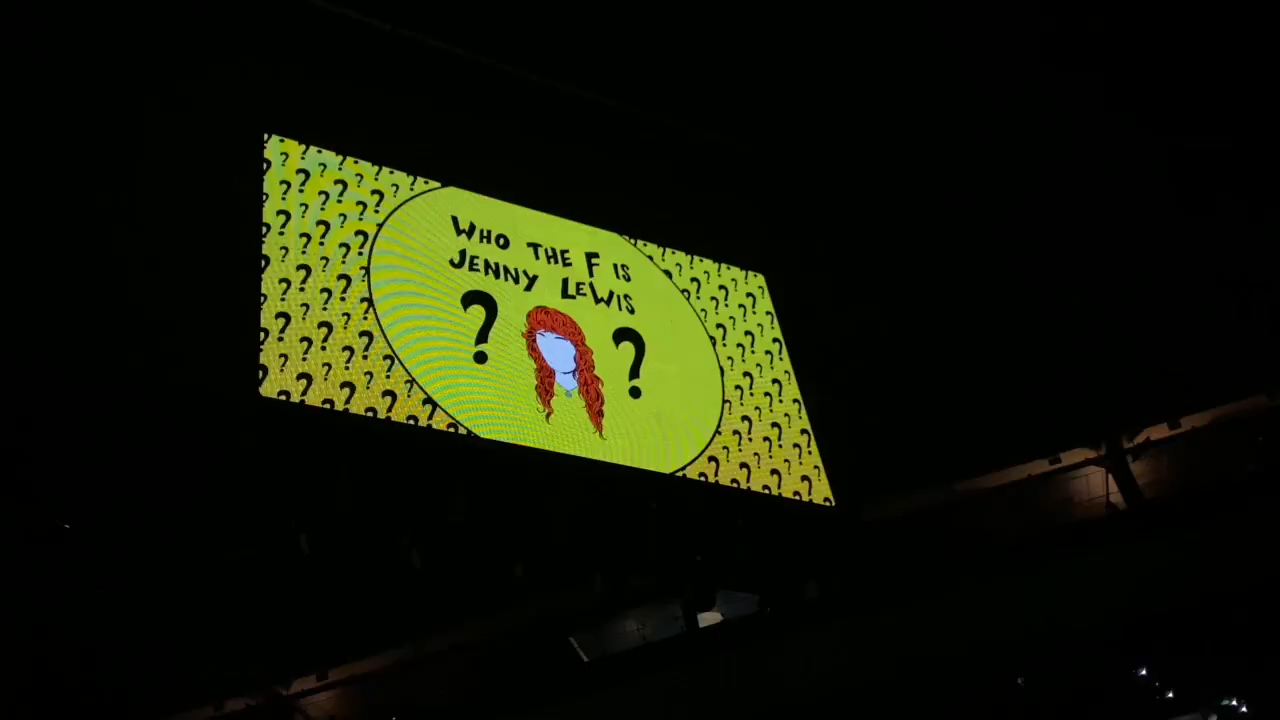 WHO THE F IS
JENNY LEWIS
? ?